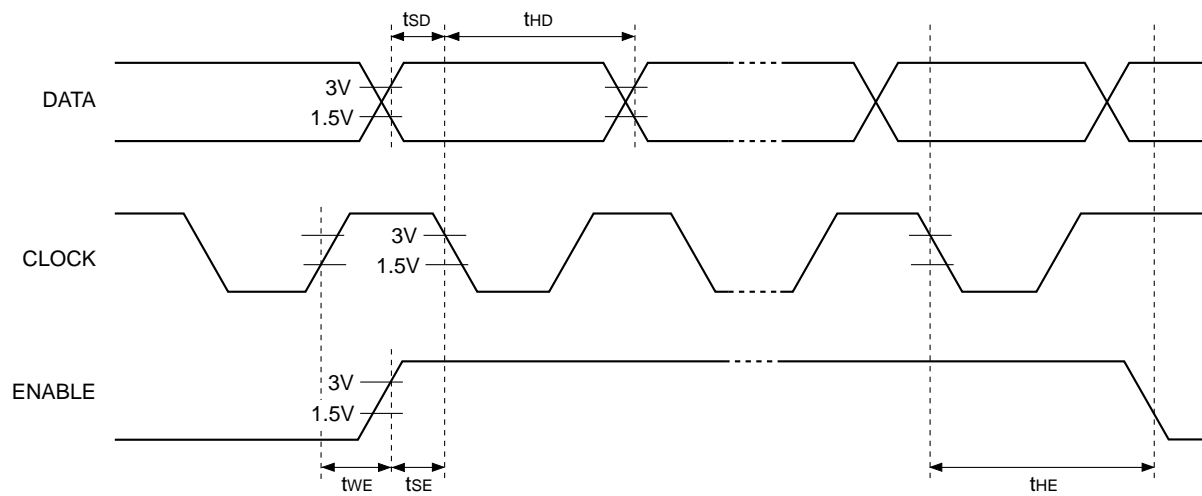 tSD
tHD
DATA
3V
1.5V
CLOCK
3V
1.5V
ENABLE
3V
1.5V
tWE
tSE
tHE